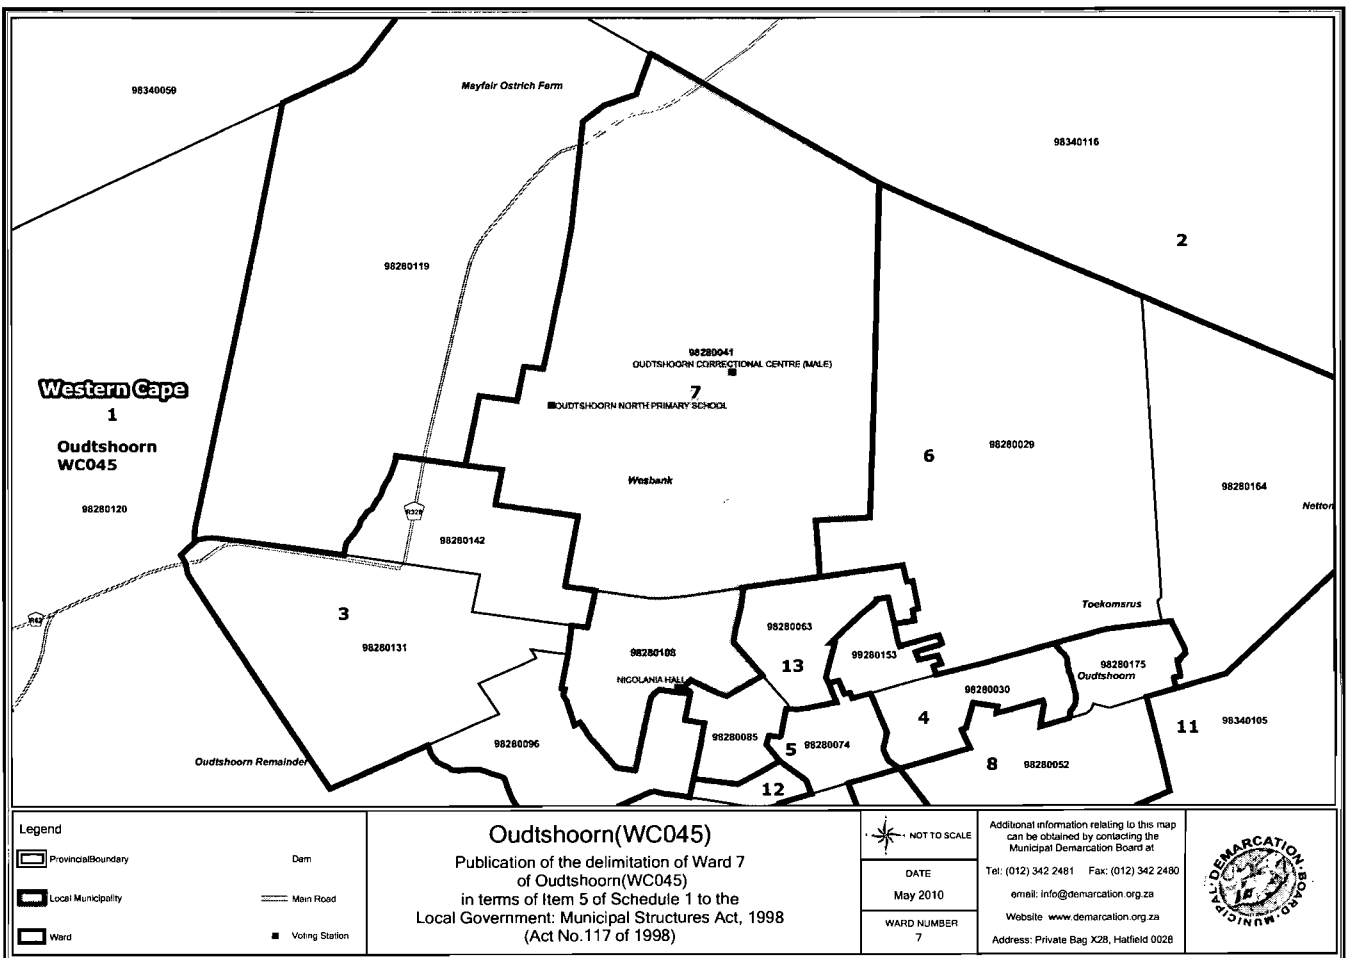 98340059
Mayfair Ostrich Farm
98340116
2
98280119
98280041
OUDTSHOORN CORRECTIONAL CENTRE (MALE)
7
OUDTSHOORN NORTH PRIMARY SCHOOL
Western Cape
1
Oudtshoorn
WC045
98280120
6
98280029
98280164
Netton
Wesbank
R328
98280142
R62
3
98280131
Toekomsrus
98280063
13
99280153
98280108
NICOLANIA HALL
98280175
Oudtshoorn
98280030
4
98280096
98280085
5
98280074
11
98340105
Oudtshoorn Remainder
8
98280052
12
Legend
ProvincialBoundary
Dam
Local Municipality
Main Road
Ward
Voting Station
Oudtshoorn(WC045)
Publication of the delimitation of Ward 7
of Oudtshoorn(WC045)
in terms of Item 5 of Schedule 1 to the
Local Government: Municipal Structures Act, 1998
(Act No.117 of 1998)
NOT TO SCALE
DATE
May 2010
WARD NUMBER
7
Additional information relating to this map
can be obtained by contacting the
Municipal Demarcation Board at
Tel: (012) 342 2481 Fax: (012) 342 2480
email: info@demarcation.org.za
Website www.demarcation.org.za
Address: Private Bag X28, Hatfield 0028
MUNICIPAL DEMARCATION BOARD